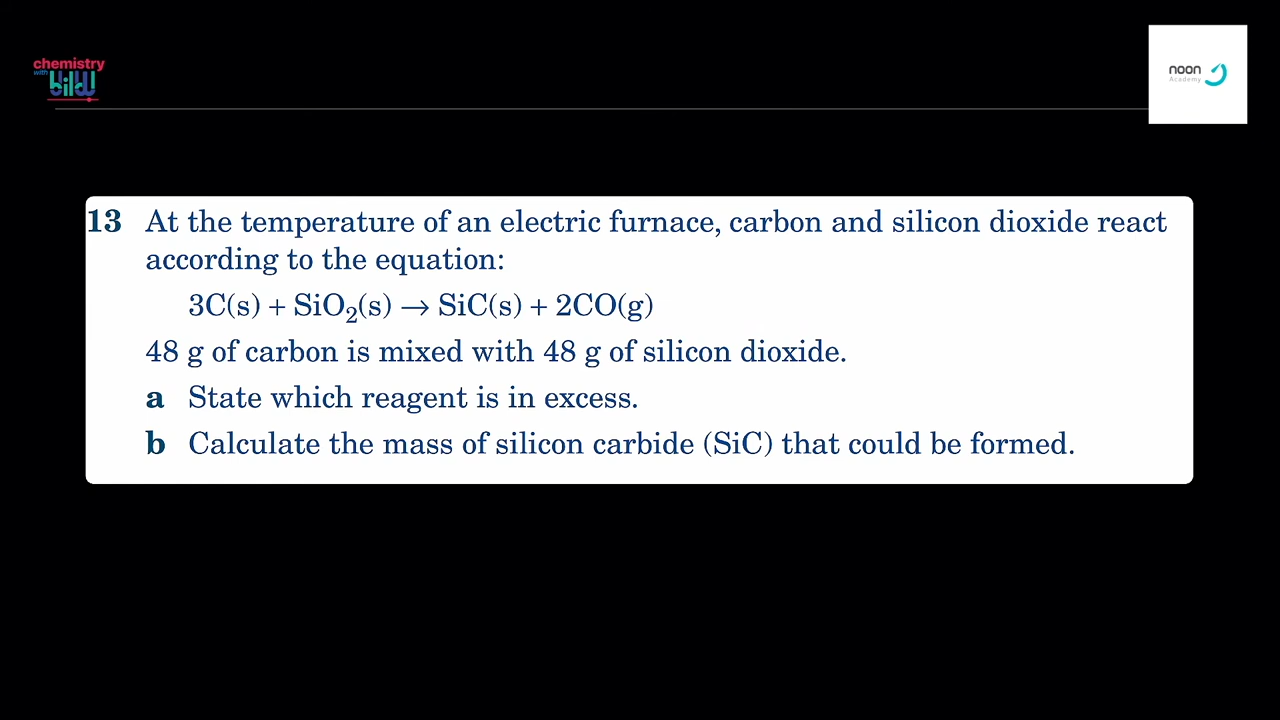 chemistry
with
noon
Academy
13 At the temperature of an electric furnace, carbon and silicon dioxide react
according to the equation:
3C(s) + SiO₂(s) → SiC(s) + 2CO(g)
48 g of carbon is mixed with 48 g of silicon dioxide.
a State which reagent is in excess.
b Calculate the mass of silicon carbide (SiC) that could be formed.